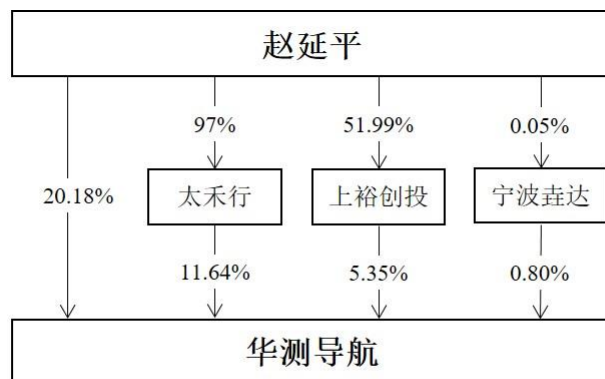 赵延平
97%
51.99%
0.05%
20.18%
太禾行
上裕创投
宁波垚达
11.64%
5.35%
0.80%
华测导航